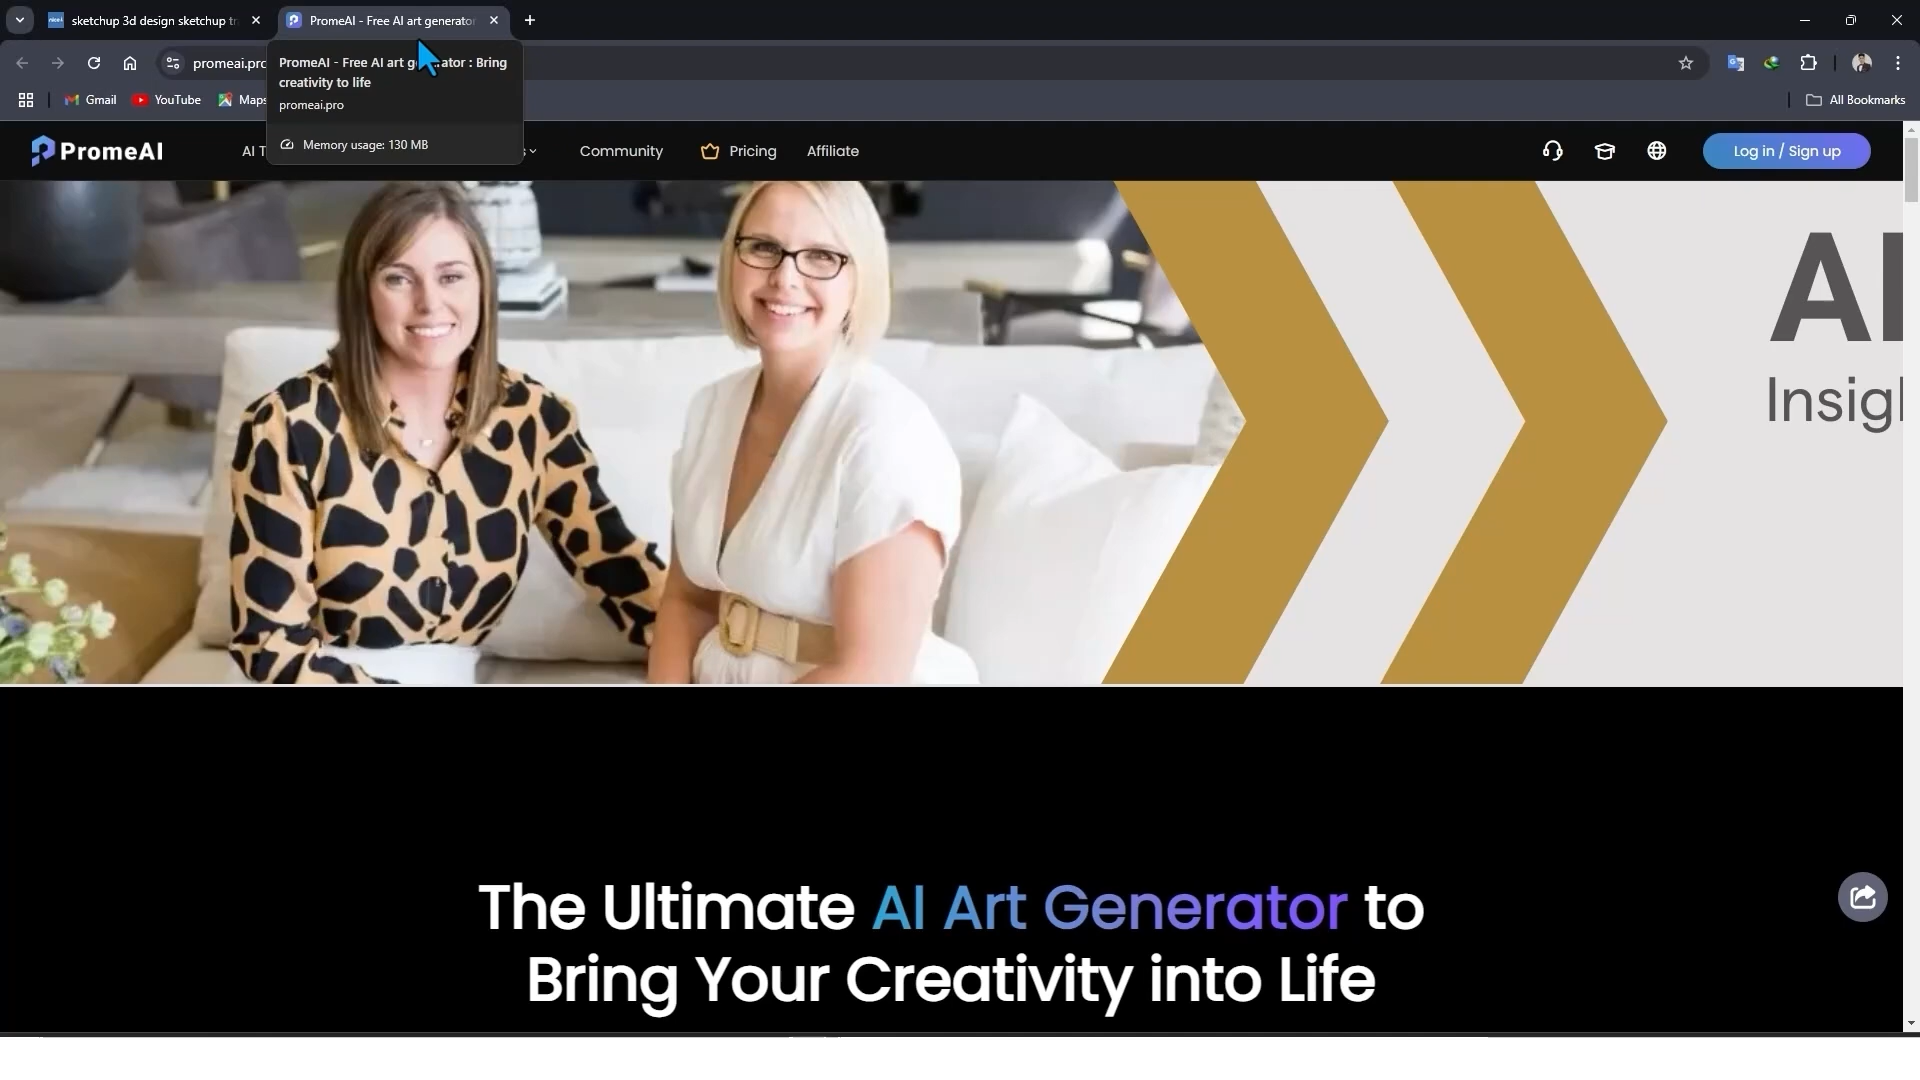 sketchup 3d design sketchup tr
PromeAI - Free AI art generator
promeai.pro
PromeAI - Free AI art generator : Bring
creativity to life
promeai.pro
Memory usage: 130 MB
Gmail
YouTube
Maps
All Bookmarks
PromeAI
AI T
s
Community
Pricing
Affiliate
Log in / Sign up
AI
Insigh
The Ultimate AI Art Generator to
Bring Your Creativity into Life